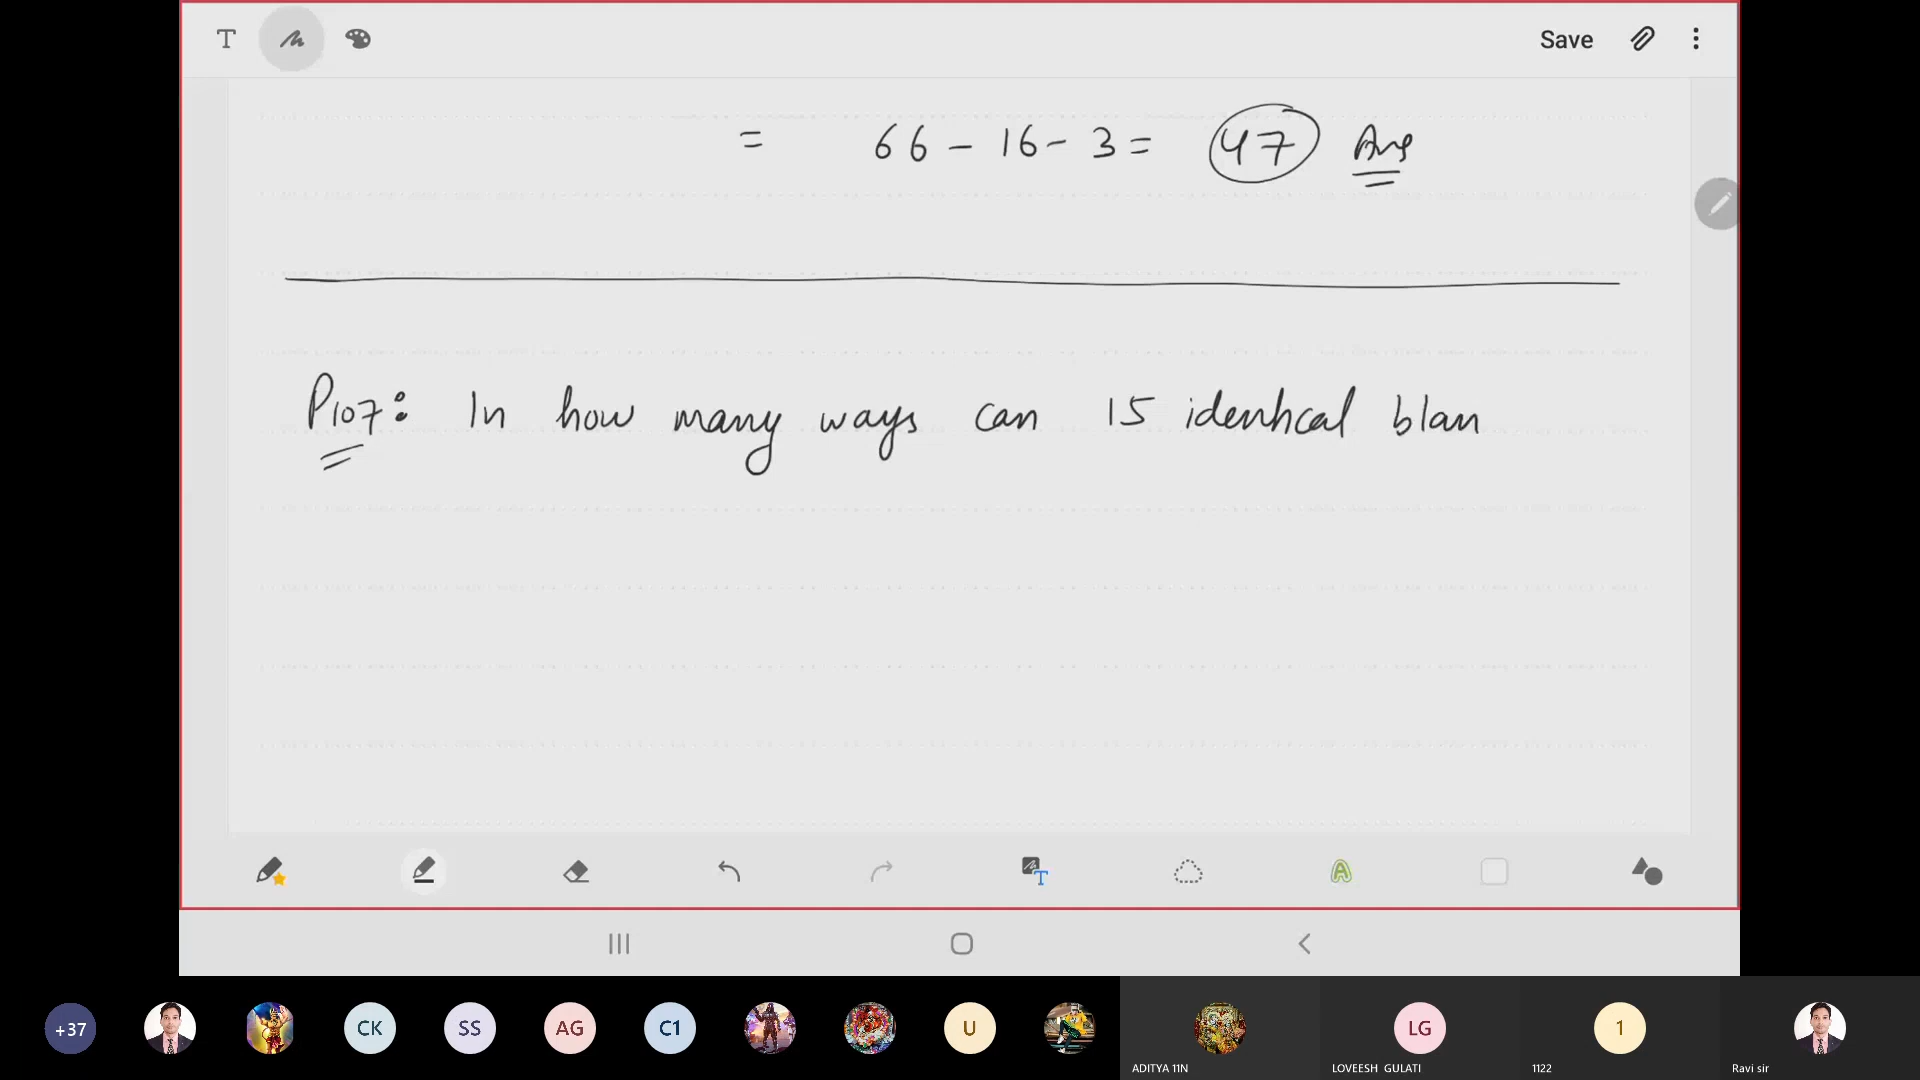 T Save
= 66 - 16 - 3 = 47 Ans
P107: In how many ways can 15 identical blan
T A
+37 CK SS AG C1 U LG 1
ADITYA 11N LOVEESH GULATI 1122 Ravi sir